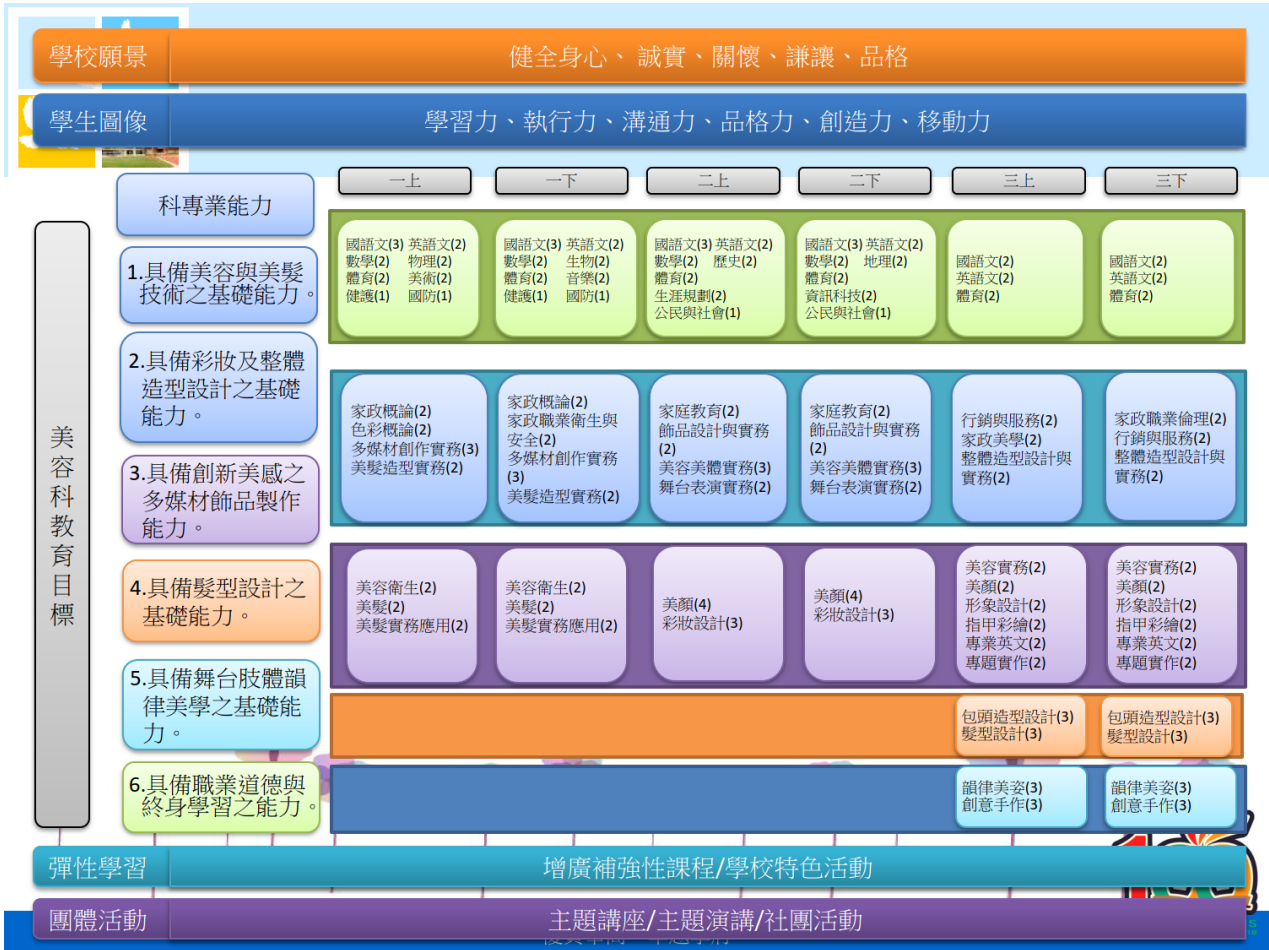 學校願景
健全身心、 誠實、關懷、謙讓、品格
學生圖像
學習力、執行力、溝通力、品格力、創造力、移動力
一上
一下
二上
二下
三上
三下
美容科教育目標
科專業能力
1.具備美容與美髮
技術之基礎能力。
2.具備彩妝及整體
造型設計之基礎
能力。
3.具備創新美感之
多媒材飾品製作
能力。
4.具備髮型設計之
基礎能力。
5.具備舞台肢體韻
律美學之基礎能
力。
6.具備職業道德與
終身學習之能力。
國語文(3) 英語文(2)
數學(2) 物理(2)
體育(2) 美術(2)
健護(1) 國防(1)
國語文(3) 英語文(2)
數學(2) 生物(2)
體育(2) 音樂(2)
健護(1) 國防(1)
國語文(3) 英語文(2)
數學(2) 歷史(2)
體育(2)
生涯規劃(2)
公民與社會(1)
國語文(3) 英語文(2)
數學(2) 地理(2)
體育(2)
資訊科技(2)
公民與社會(1)
國語文(2)
英語文(2)
體育(2)
國語文(2)
英語文(2)
體育(2)
家政概論(2)
色彩概論(2)
多媒材創作實務(3)
美髮造型實務(2)
家政概論(2)
家政職業衛生與
安全(2)
多媒材創作實務
(3)
美髮造型實務(2)
家庭教育(2)
飾品設計與實務
(2)
美容美體實務(3)
舞台表演實務(2)
家庭教育(2)
飾品設計與實務
(2)
美容美體實務(3)
舞台表演實務(2)
行銷與服務(2)
家政美學(2)
整體造型設計與
實務(2)
家政職業倫理(2)
行銷與服務(2)
整體造型設計與
實務(2)
美容衛生(2)
美髮(2)
美髮實務應用(2)
美容衛生(2)
美髮(2)
美髮實務應用(2)
美顏(4)
彩妝設計(3)
美顏(4)
彩妝設計(3)
美容實務(2)
美顏(2)
形象設計(2)
指甲彩繪(2)
專業英文(2)
專題實作(2)
美容實務(2)
美顏(2)
形象設計(2)
指甲彩繪(2)
專業英文(2)
專題實作(2)
包頭造型設計(3)
髮型設計(3)
包頭造型設計(3)
髮型設計(3)
韻律美姿(3)
創意手作(3)
韻律美姿(3)
創意手作(3)
彈性學習
增廣補強性課程/學校特色活動
團體活動
主題講座/主題演講/社團活動